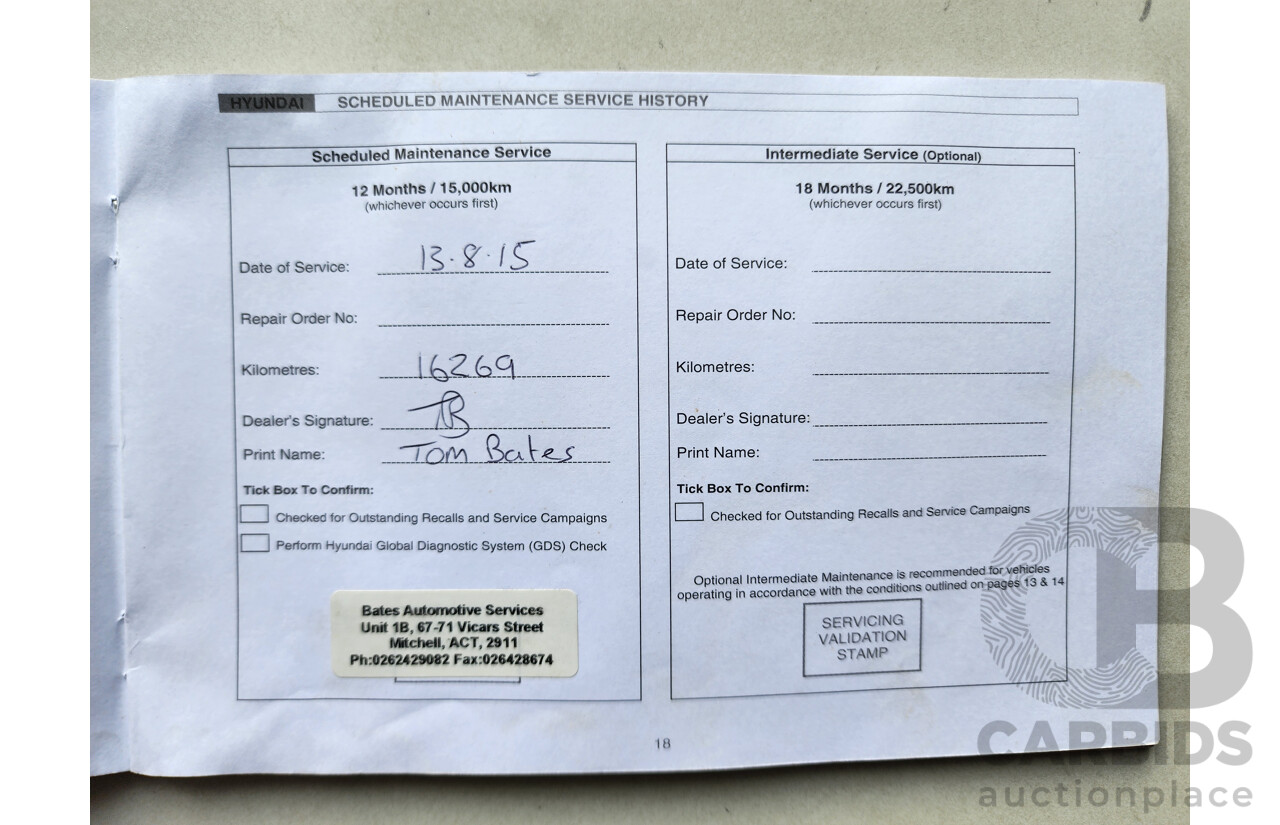 HYUNDAI SCHEDULED MAINTENANCE SERVICE HISTORY
Scheduled Maintenance Service
12 Months / 15,000km
(whichever occurs first)
Date of Service: 13.8.15
Repair Order No:
Kilometres: 16269
Dealer's Signature: TB
Print Name: Tom Bates
Tick Box To Confirm:
Checked for Outstanding Recalls and Service Campaigns
Perform Hyundai Global Diagnostic System (GDS) Check
Bates Automotive Services
Unit 1B, 67-71 Vicars Street
Mitchell, ACT, 2911
Ph:0262429082 Fax:026428674
Intermediate Service (Optional)
18 Months / 22,500km
(whichever occurs first)
Date of Service:
Repair Order No:
Kilometres:
Dealer's Signature:
Print Name:
Tick Box To Confirm:
Checked for Outstanding Recalls and Service Campaigns
Optional Intermediate Maintenance is recommended for vehicles
operating in accordance with the conditions outlined on pages 13 & 14
SERVICING
VALIDATION
STAMP
18
CARBIDS
auctionplace